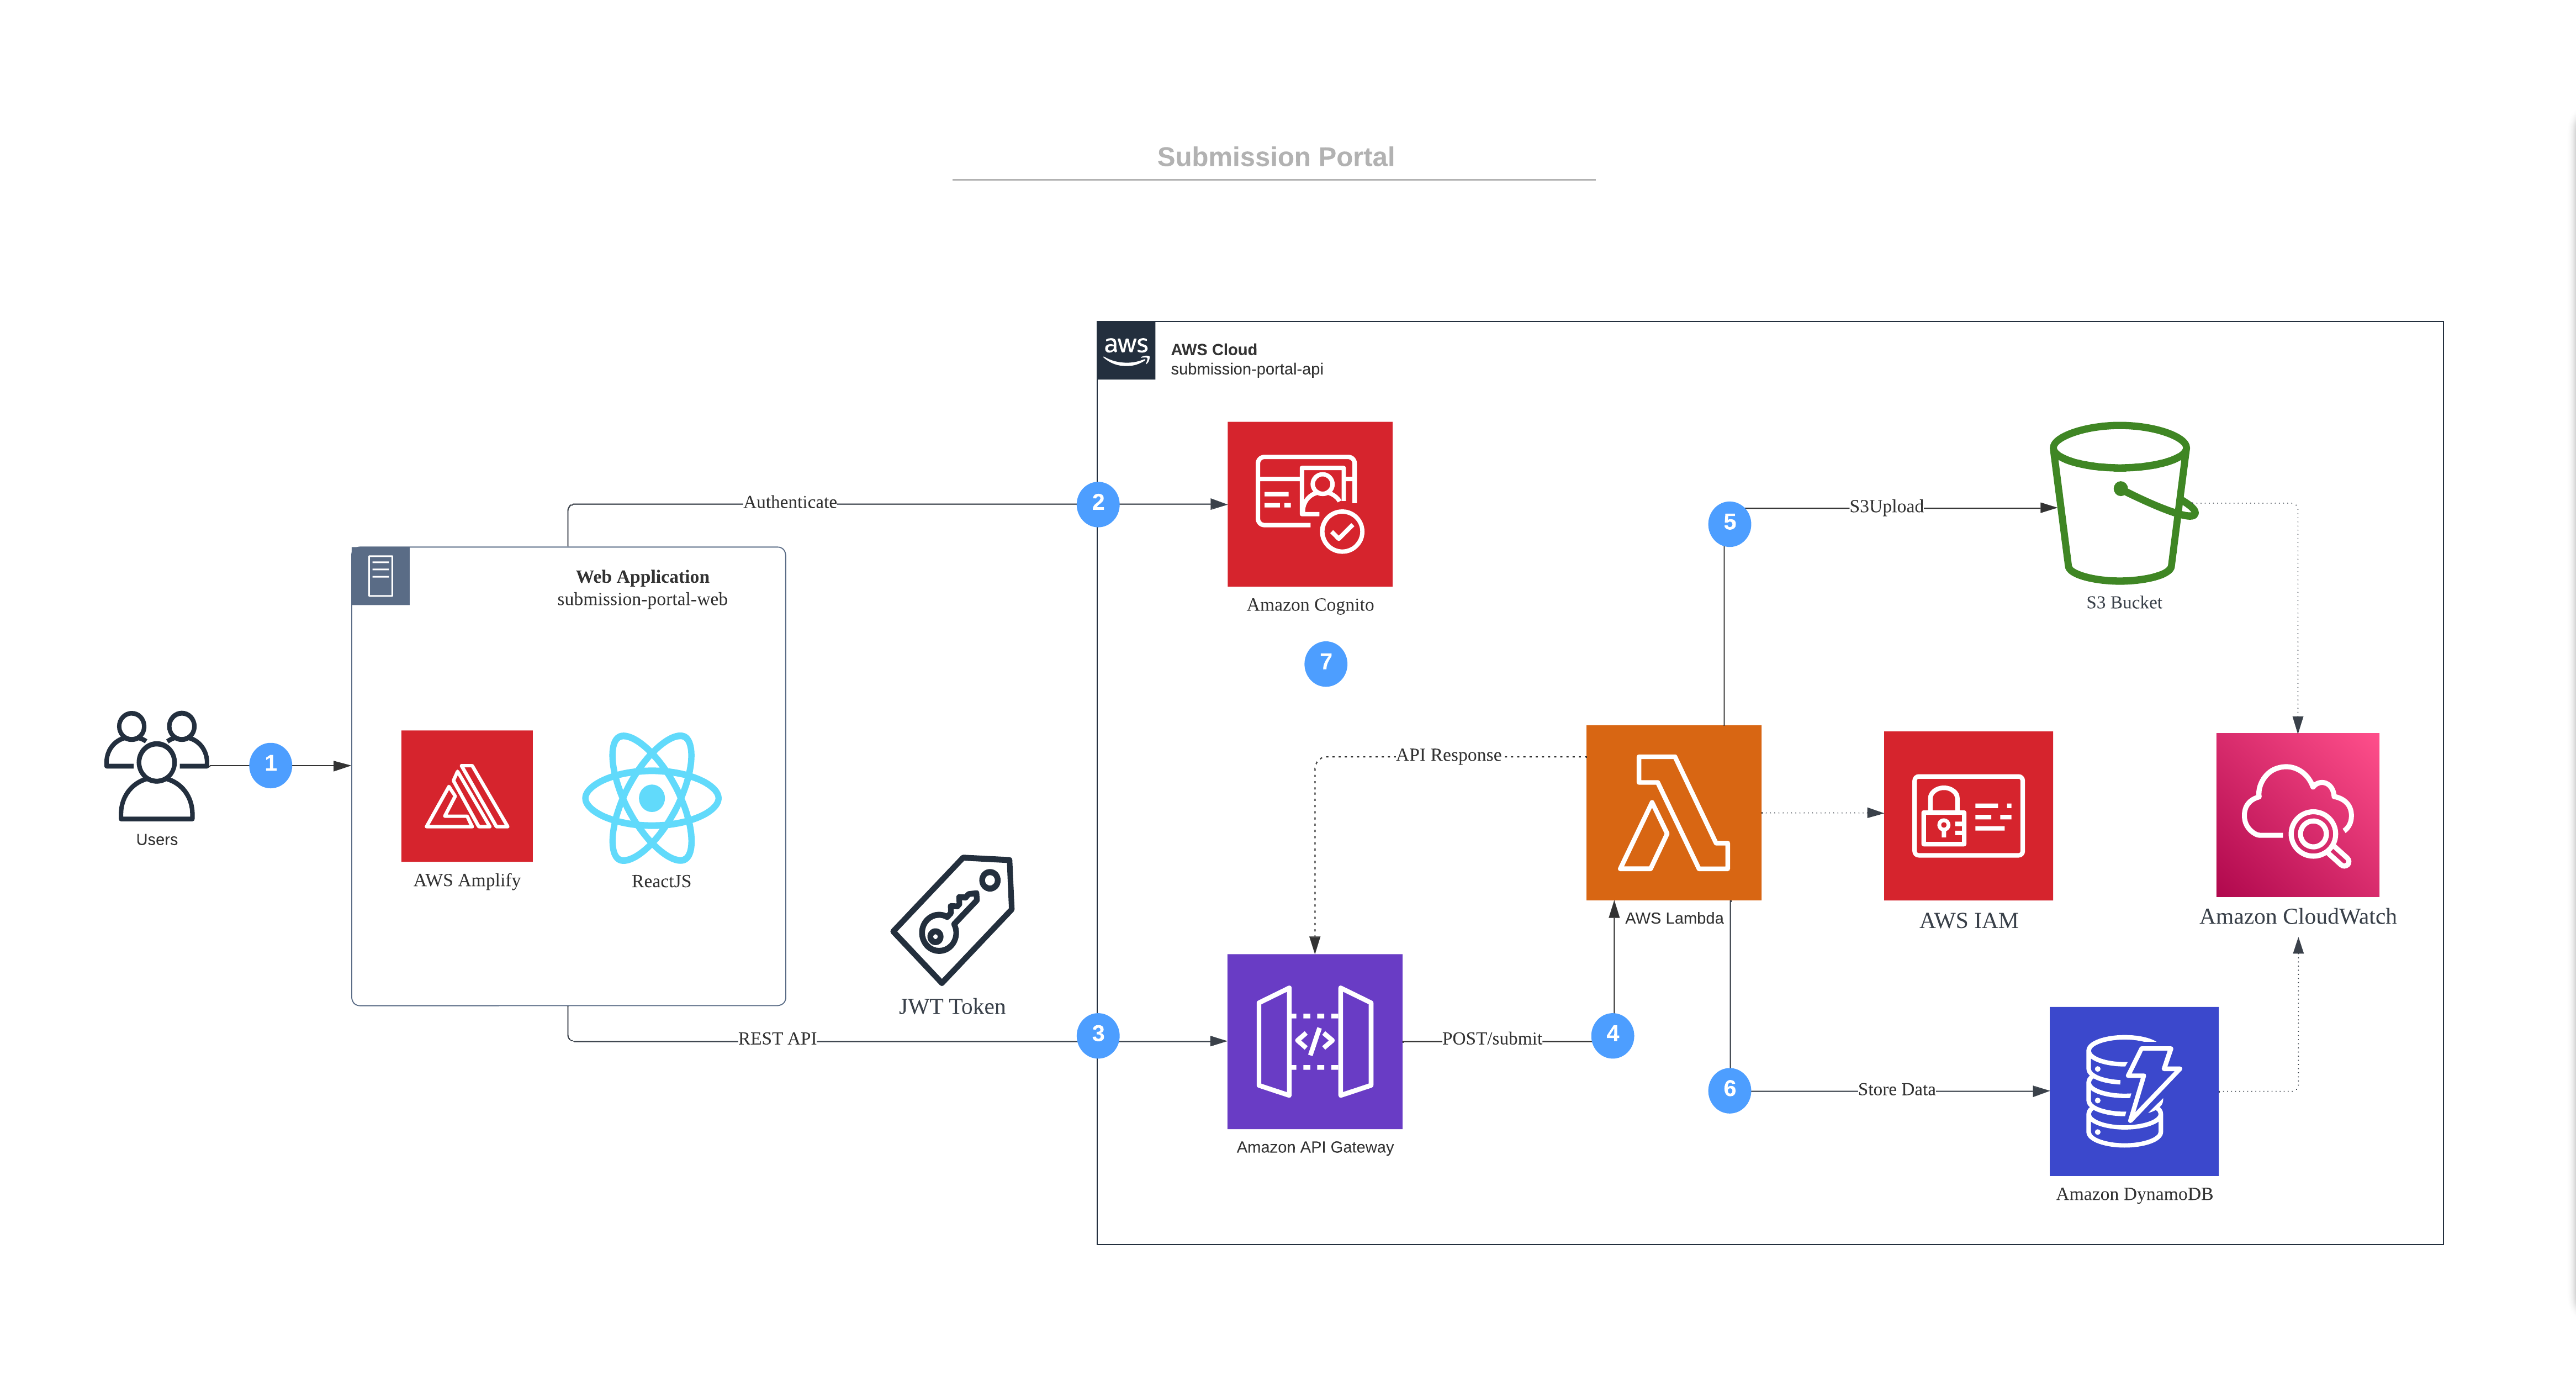 Submission Portal
aws
AWS Cloud
submission-portal-api
Authenticate
2
5
S3Upload
Web Application
submission-portal-web
Amazon Cognito
S3 Bucket
7
1
API Response
Users
AWS Amplify
ReactJS
AWS Lambda
AWS IAM
Amazon CloudWatch
JWT Token
REST API
3
POST/submit
4
6
Store Data
Amazon API Gateway
Amazon DynamoDB